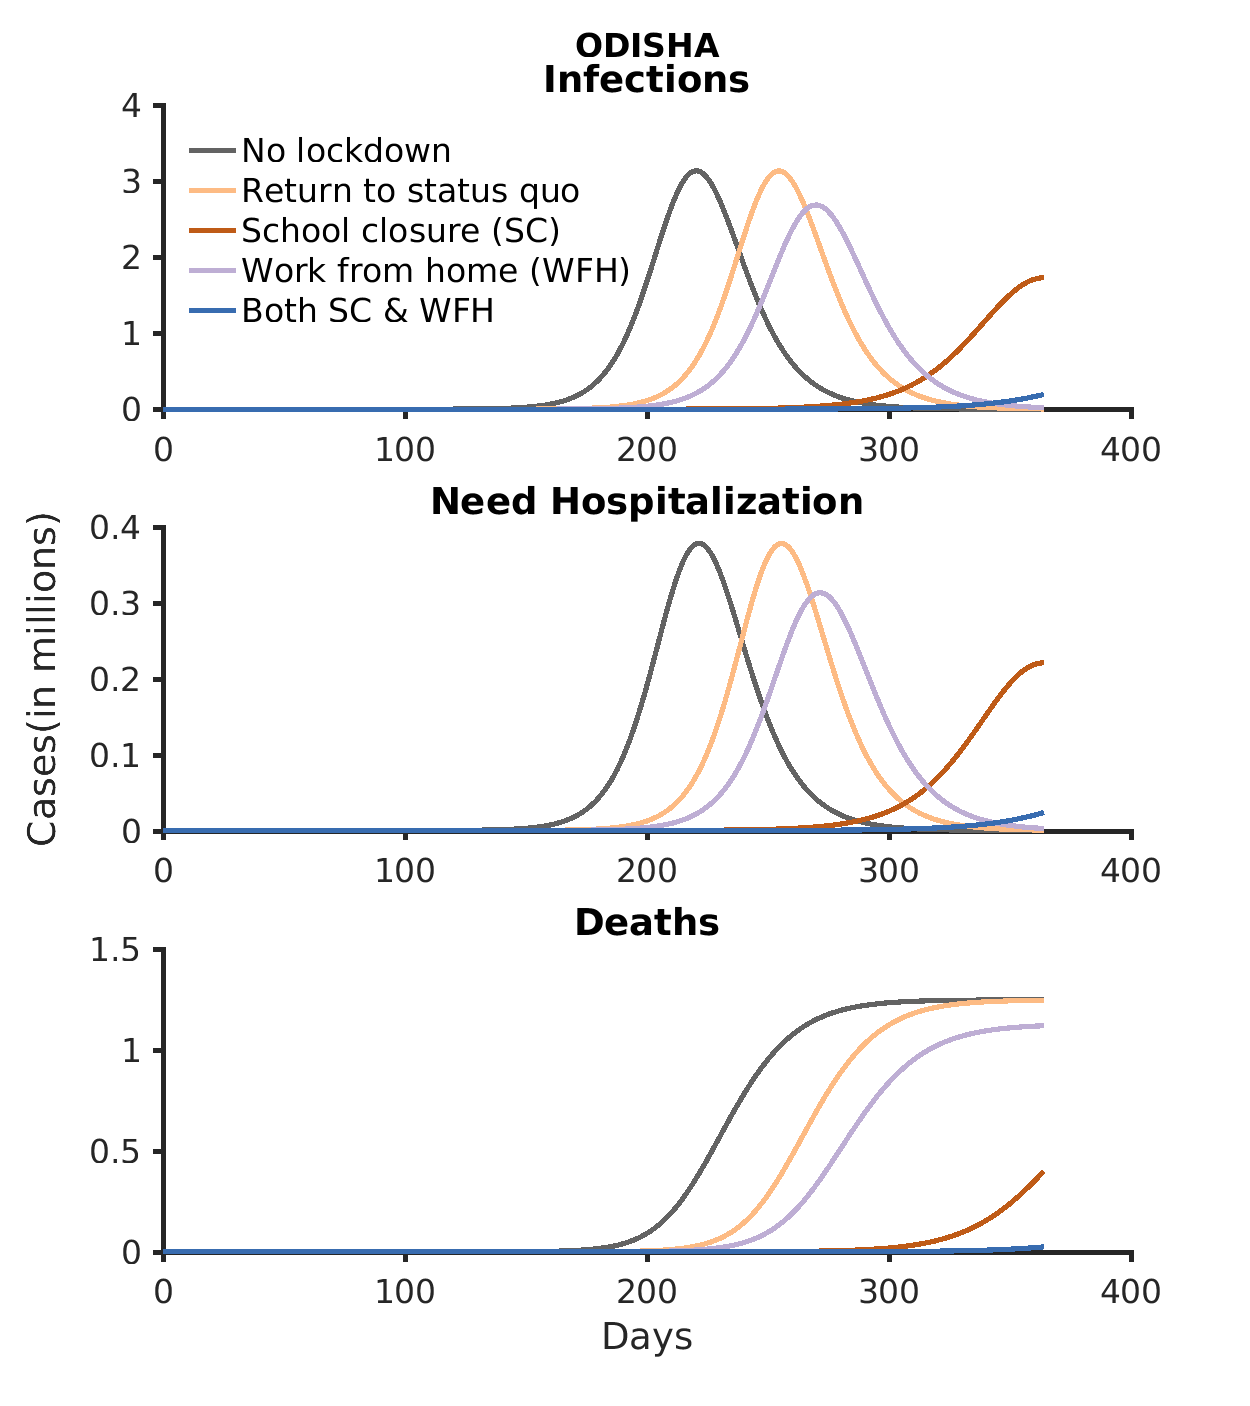 ODISHA
Infections
4
3
2
1
0
No lockdown
Return to status quo
School closure (SC)
Work from home (WFH)
Both SC & WFH
0 100 200 300 400
Need Hospitalization
Cases(in millions)
0.4
0.3
0.2
0.1
0
0 100 200 300 400
Deaths
1.5
1
0.5
0
0 100 200 300 400
Days